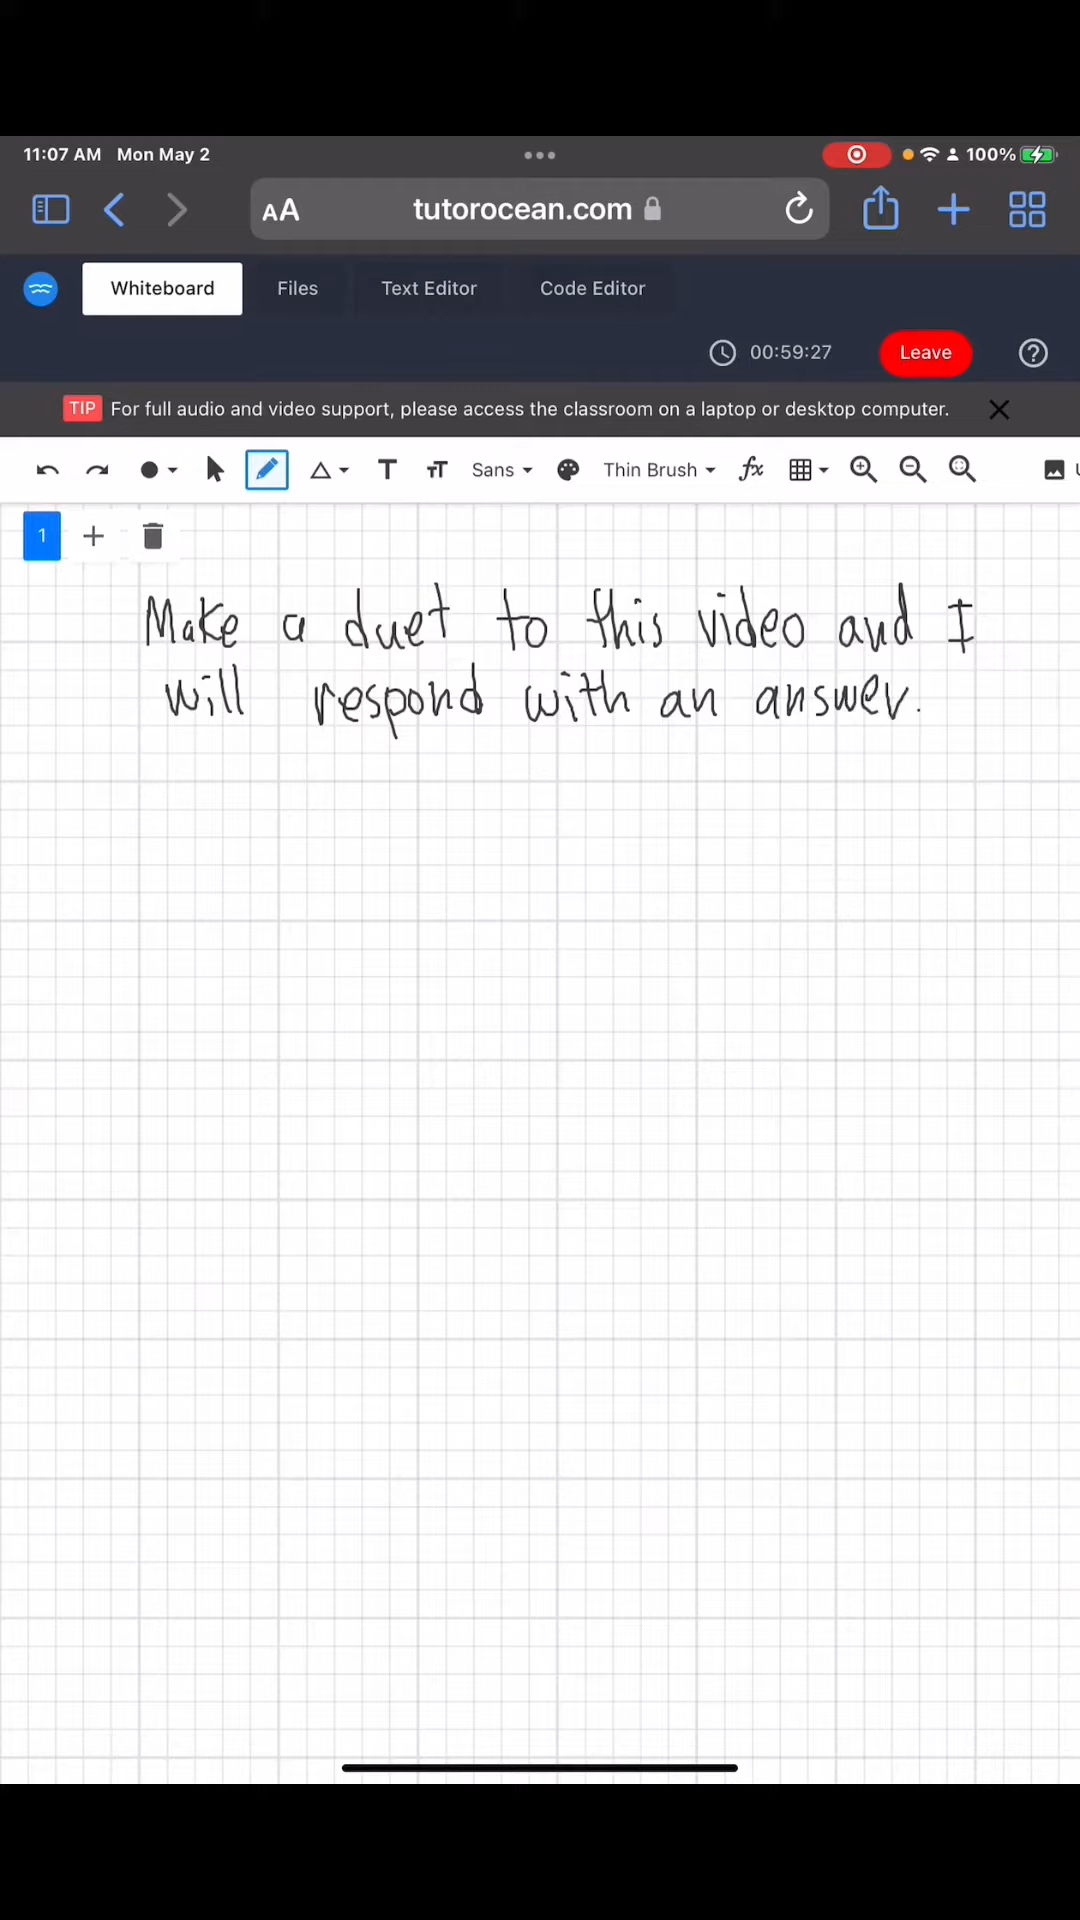 11:07 AM Mon May 2
100%
AA tutorocean.com
Whiteboard Files Text Editor Code Editor
00:59:27 Leave
TIP For full audio and video support, please access the classroom on a laptop or desktop computer.
T TT Sans Thin Brush fx
1
Make a duet to this video and I
will respond with an answer.